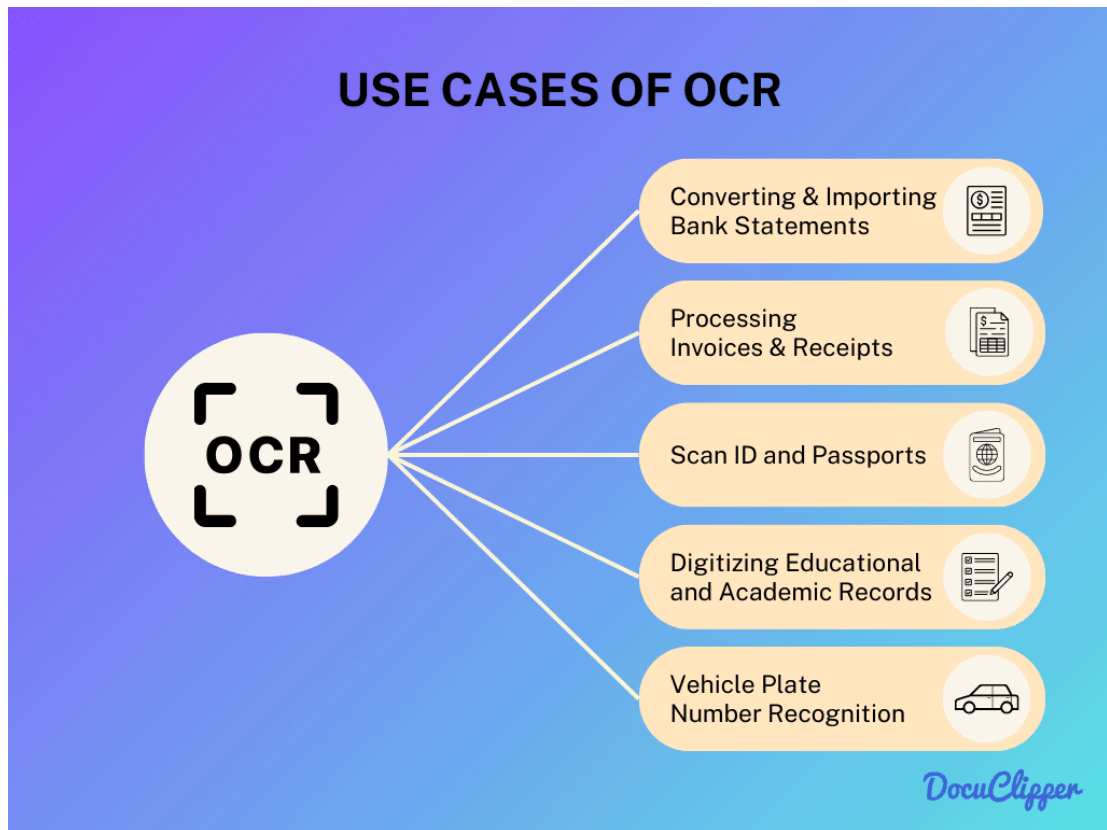 USE CASES OF OCR
OCR
Converting & Importing
Bank Statements
$
Processing
Invoices & Receipts
$
Scan ID and Passports
Digitizing Educational
and Academic Records
Vehicle Plate
Number Recognition
DocuClipper